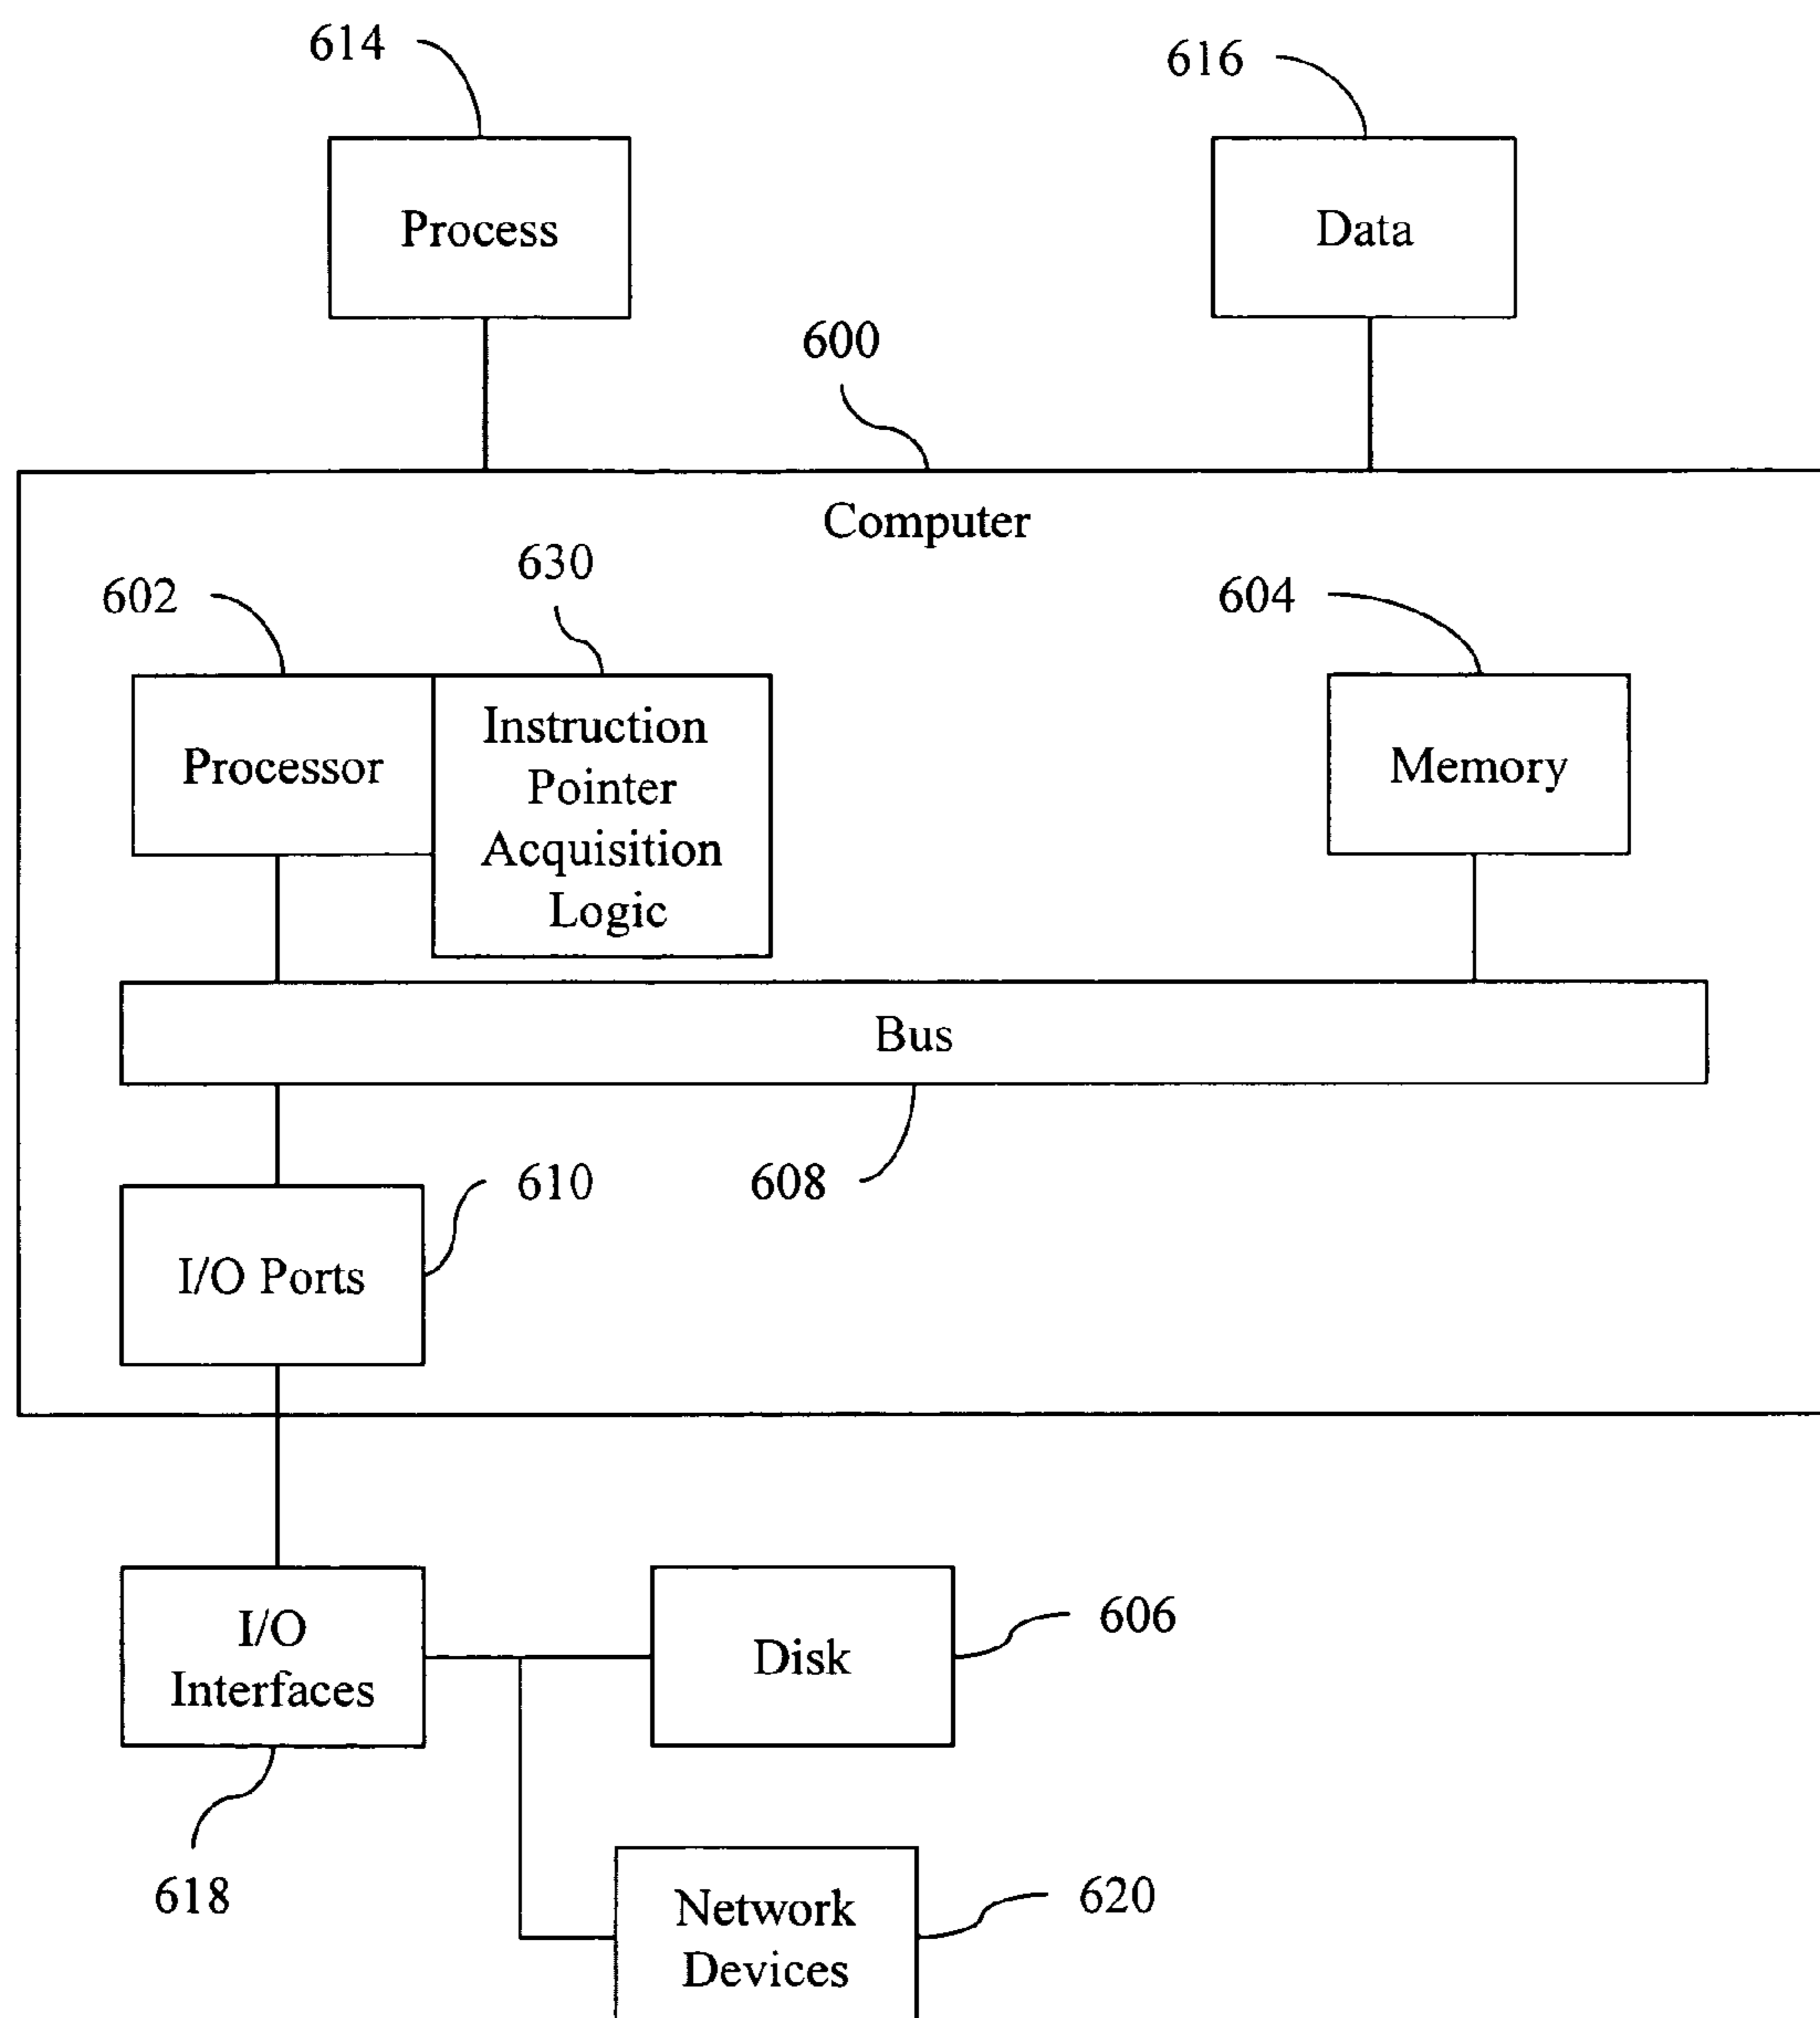 614
616
Process
Data
600
Computer
602
630
604
Processor
Instruction
Pointer
Acquisition
Logic
Memory
Bus
610
608
I/O Ports
I/O
Interfaces
Disk
606
618
Network
Devices
620